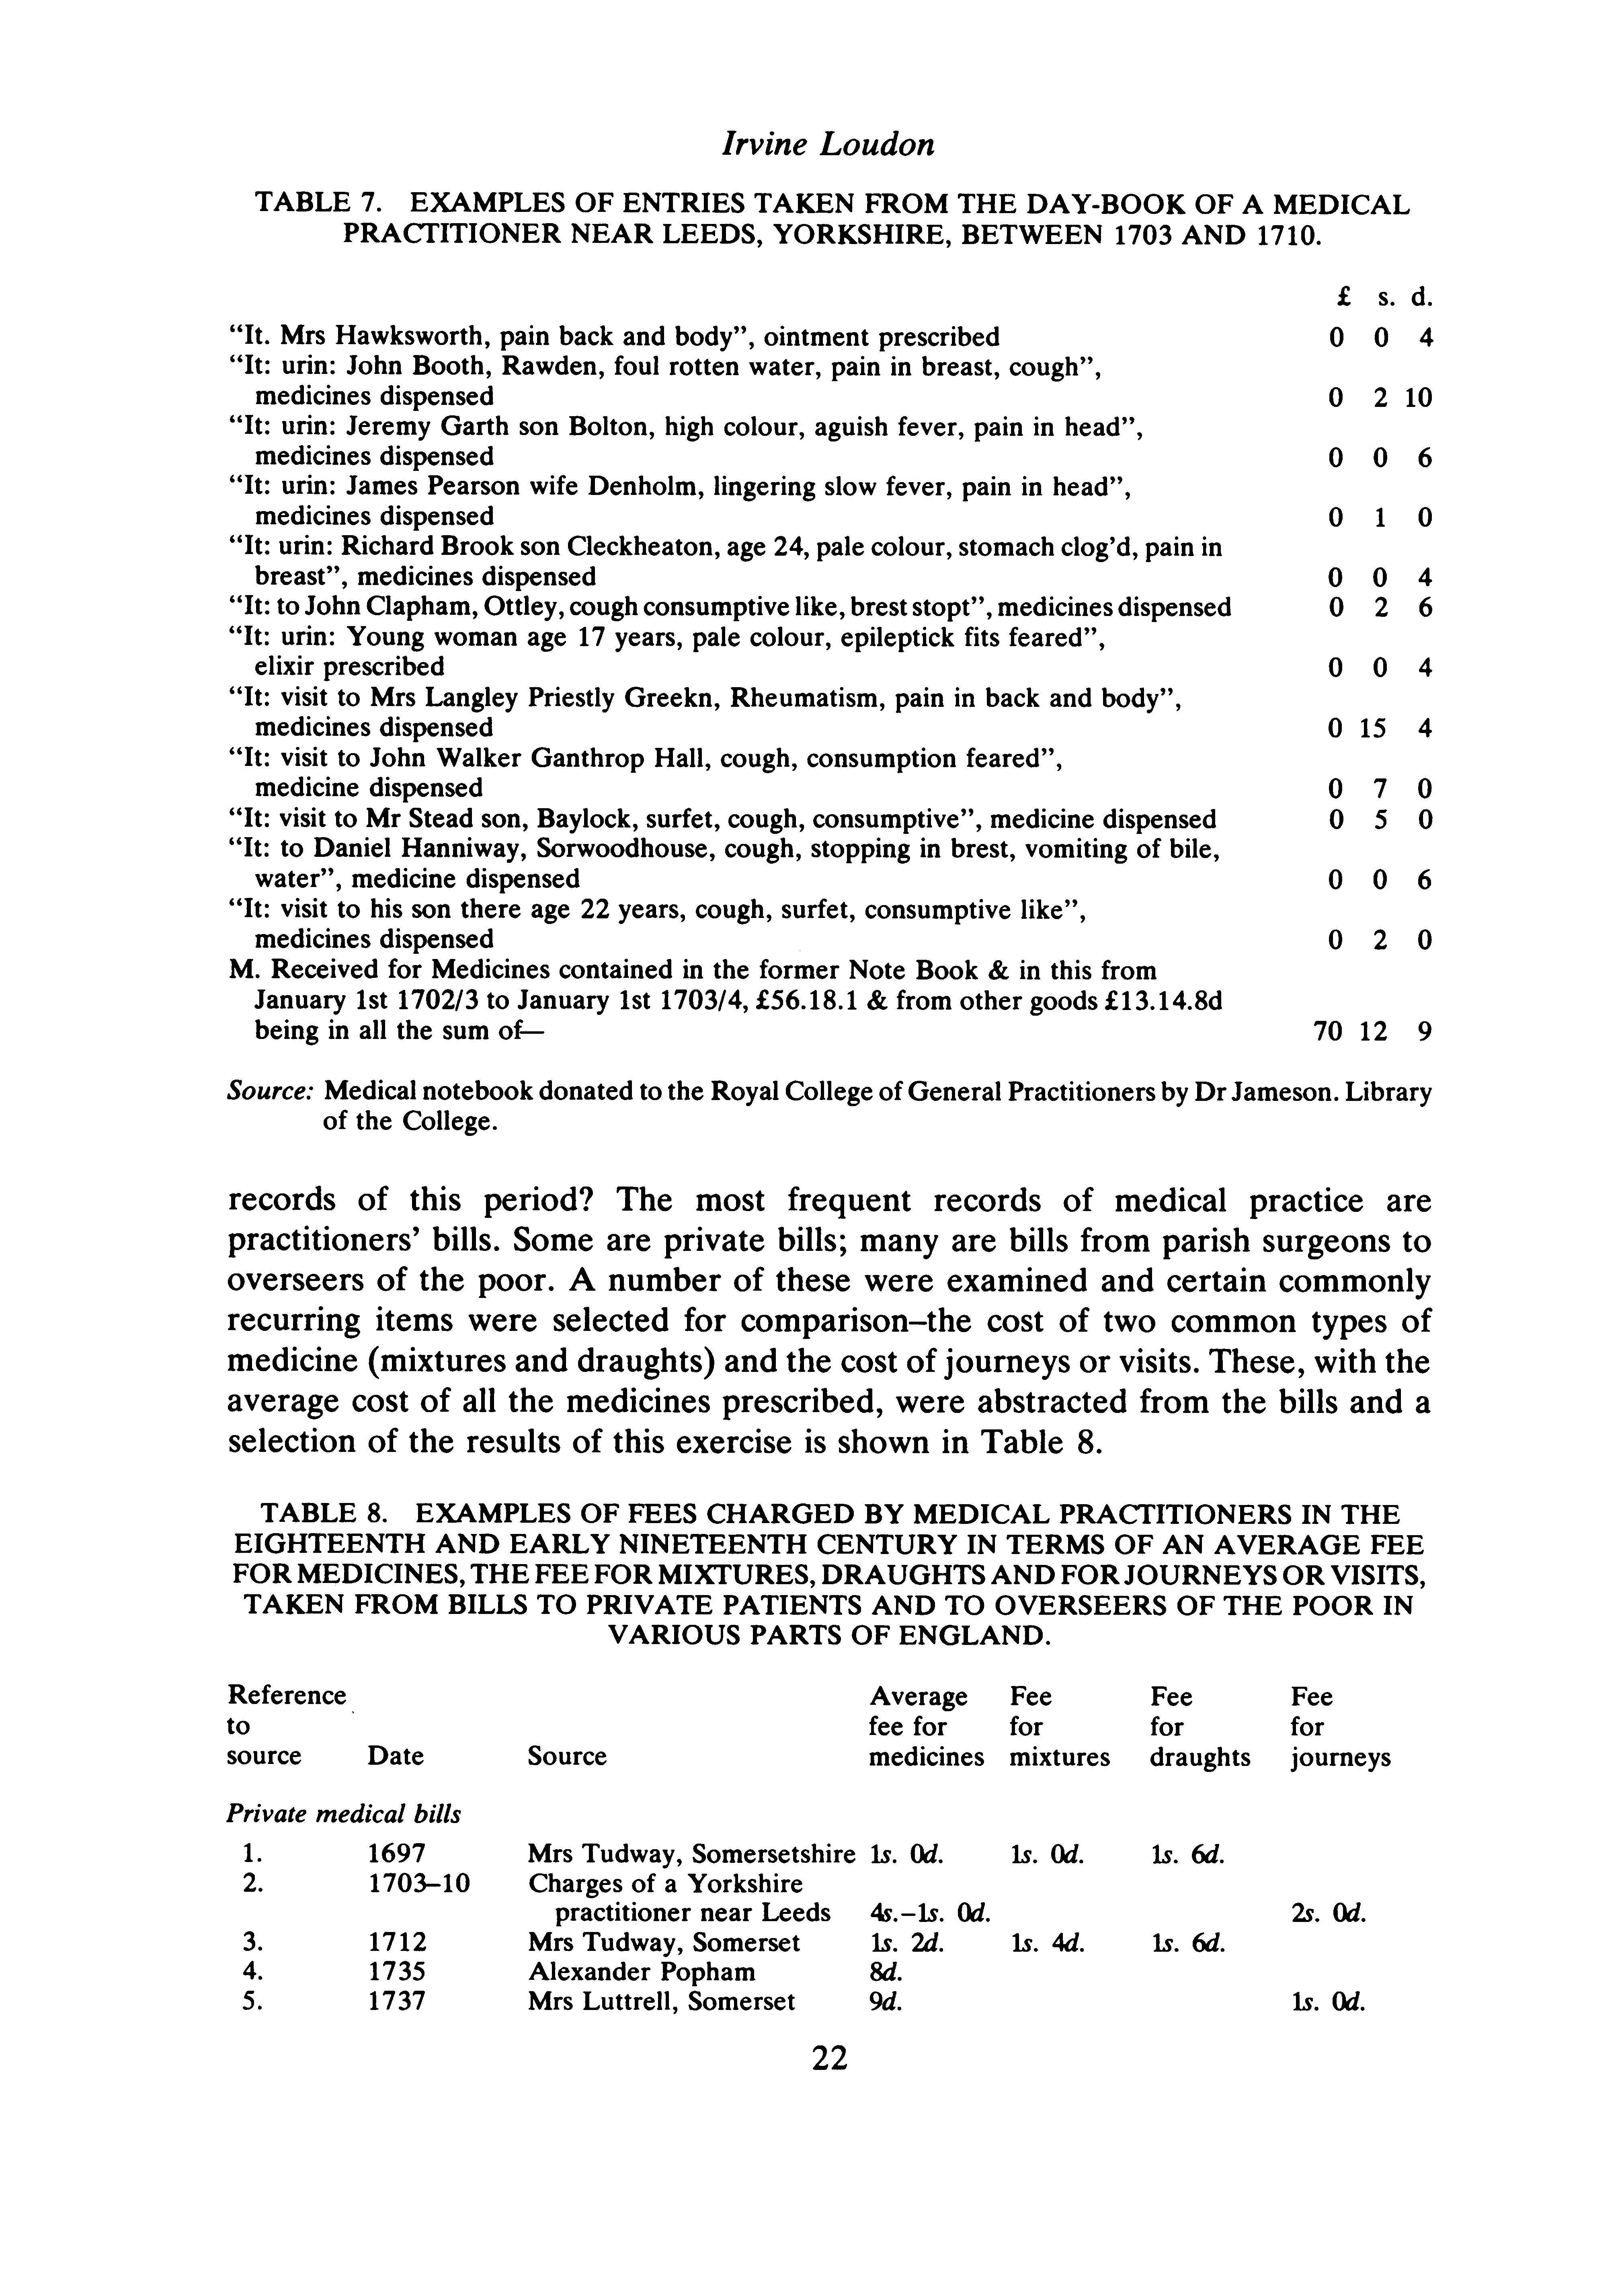 Irvine Loudon
TABLE 7. EXAMPLES OF ENTRIES TAKEN FROM THE DAY-BOOK OF A MEDICAL
PRACTITIONER NEAR LEEDS, YORKSHIRE, BETWEEN 1703 AND 1710.
£ s. d.
“It. Mrs Hawksworth, pain back and body”, ointment prescribed 0 0 4
“It: urin: John Booth, Rawden, foul rotten water, pain in breast, cough”,
medicines dispensed 0 2 10
“It: urin: Jeremy Garth son Bolton, high colour, aguish fever, pain in head”,
medicines dispensed 0 0 6
“It: urin: James Pearson wife Denholm, lingering slow fever, pain in head”,
medicines dispensed 0 1 0
“It: urin: Richard Brook son Cleckheaton, age 24, pale colour, stomach clog’d, pain in
breast”, medicines dispensed 0 0 4
“It: to John Clapham, Ottley, cough consumptive like, brest stopt”, medicines dispensed 0 2 6
“It: urin: Young woman age 17 years, pale colour, epileptick fits feared”,
elixir prescribed 0 0 4
“It: visit to Mrs Langley Priestly Greekn, Rheumatism, pain in back and body”,
medicines dispensed 0 15 4
“It: visit to John Walker Ganthrop Hall, cough, consumption feared”,
medicine dispensed 0 7 0
“It: visit to Mr Stead son, Baylock, surfet, cough, consumptive”, medicine dispensed 0 5 0
“It: to Daniel Hanniway, Sorwoodhouse, cough, stopping in brest, vomiting of bile,
water”, medicine dispensed 0 0 6
“It: visit to his son there age 22 years, cough, surfet, consumptive like”,
medicines dispensed 0 2 0
M. Received for Medicines contained in the former Note Book & in this from
January 1st 1702/3 to January 1st 1703/4, £56.18.1 & from other goods £13.14.8d
being in all the sum of— 70 12 9
Source: Medical notebook donated to the Royal College of General Practitioners by Dr Jameson. Library
of the College.
records of this period? The most frequent records of medical practice are
practitioners’ bills. Some are private bills; many are bills from parish surgeons to
overseers of the poor. A number of these were examined and certain commonly
recurring items were selected for comparison–the cost of two common types of
medicine (mixtures and draughts) and the cost of journeys or visits. These, with the
average cost of all the medicines prescribed, were abstracted from the bills and a
selection of the results of this exercise is shown in Table 8.
TABLE 8. EXAMPLES OF FEES CHARGED BY MEDICAL PRACTITIONERS IN THE
EIGHTEENTH AND EARLY NINETEENTH CENTURY IN TERMS OF AN AVERAGE FEE
FOR MEDICINES, THE FEE FOR MIXTURES, DRAUGHTS AND FOR JOURNEYS OR VISITS,
TAKEN FROM BILLS TO PRIVATE PATIENTS AND TO OVERSEERS OF THE POOR IN
VARIOUS PARTS OF ENGLAND.
Reference Average Fee Fee Fee
to fee for for for for
source Date Source medicines mixtures draughts journeys
Private medical bills
1. 1697 Mrs Tudway, Somersetshire 1s. 0d. 1s. 0d. 1s. 6d.
2. 1703–10 Charges of a Yorkshire
practitioner near Leeds 4s.–1s. 0d. 2s. 0d.
3. 1712 Mrs Tudway, Somerset 1s. 2d. 1s. 4d. 1s. 6d.
4. 1735 Alexander Popham 8d.
5. 1737 Mrs Luttrell, Somerset 9d. 1s. 0d.
22